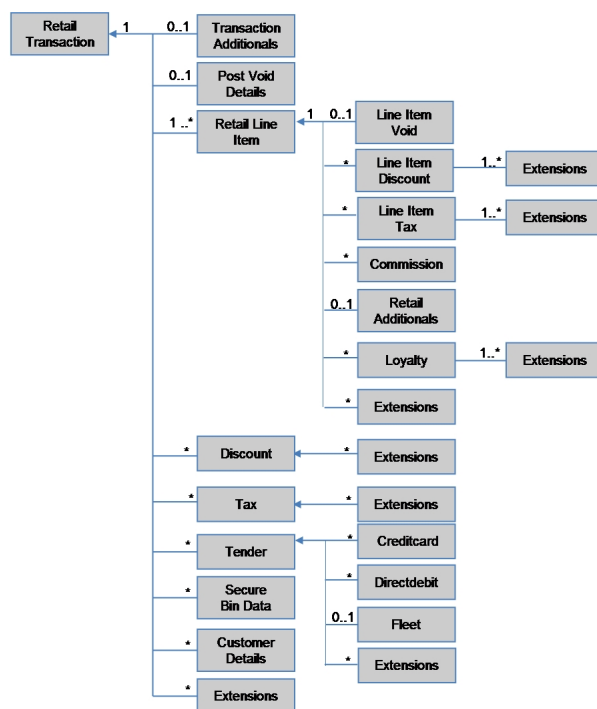 Retail
Transaction
1
0..1
Transaction
Additionals
0..1
Post Void
Details
1 ..*
Retail Line
Item
1
0..1
Line Item
Void
*
Line Item
Discount
1..*
Extensions
*
Line Item
Tax
1..*
Extensions
*
Commission
0..1
Retail
Additionals
*
Loyalty
1..*
Extensions
*
Extensions
*
Discount
*
Extensions
*
Tax
*
Extensions
*
Tender
*
Creditcard
*
Directdebit
*
Secure
Bin Data
0..1
Fleet
*
Customer
Details
*
Extensions
*
Extensions